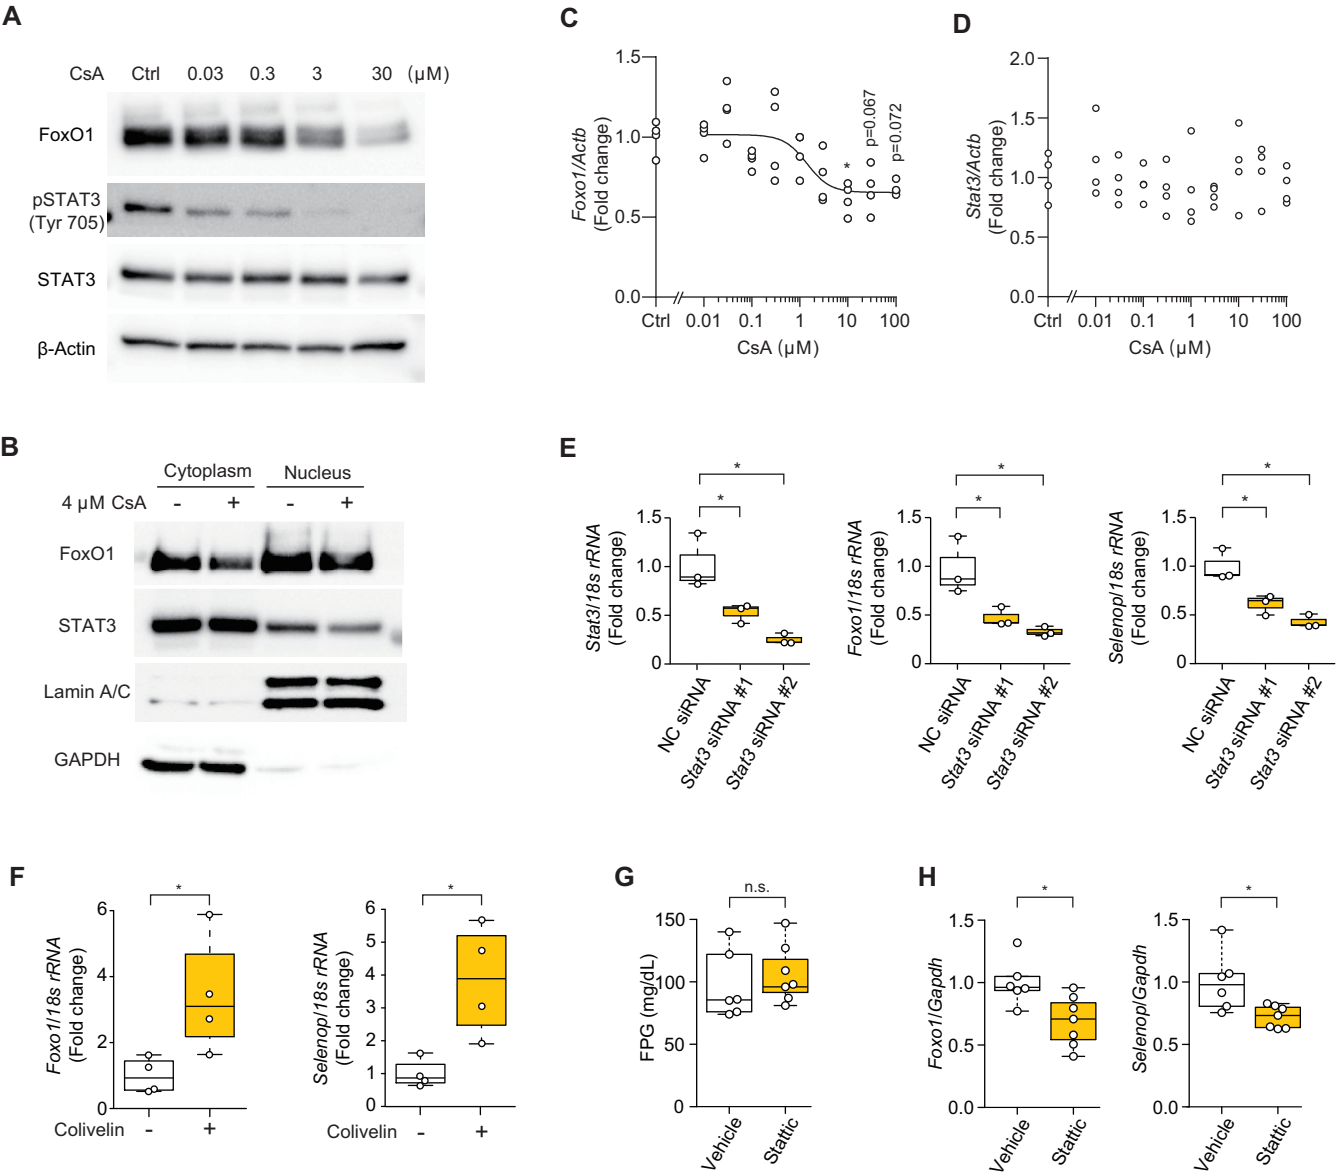 A
CsA Ctrl 0.03 0.3 3 30 (μM)
FoxO1
pSTAT3
(Tyr 705)
STAT3
β-Actin
B
Cytoplasm Nucleus
4 μM CsA - + - +
FoxO1
STAT3
Lamin A/C
GAPDH
C
Foxo1/Actb
(Fold change)
1.5
1.0
0.5
0.0
* p=0.067 p=0.072
Ctrl 0.01 0.1 1 10 100
CsA (μM)
D
Stat3/Actb
(Fold change)
2.0
1.5
1.0
0.5
0.0
Ctrl 0.01 0.1 1 10 100
CsA (μM)
E
*
*
Stat3/18s rRNA
(Fold change)
1.5
1.0
0.5
0
NC siRNA
Stat3 siRNA #1
Stat3 siRNA #2
*
*
Foxo1/18s rRNA
(Fold change)
1.5
1.0
0.5
0
NC siRNA
Stat3 siRNA #1
Stat3 siRNA #2
*
*
Selenop/18s rRNA
(Fold change)
1.5
1.0
0.5
0
NC siRNA
Stat3 siRNA #1
Stat3 siRNA #2
F
*
Foxo1/18s rRNA
(Fold change)
6
4
2
0
Colivelin - +
*
Selenop/18s rRNA
(Fold change)
6
5
4
3
2
1
0
Colivelin - +
G
n.s.
FPG (mg/dL)
150
100
50
0
Vehicle
Stattic
H
*
Foxo1/Gapdh
1.5
1.0
0.5
0.0
Vehicle
Stattic
*
Selenop/Gapdh
1.5
1.0
0.5
0.0
Vehicle
Stattic